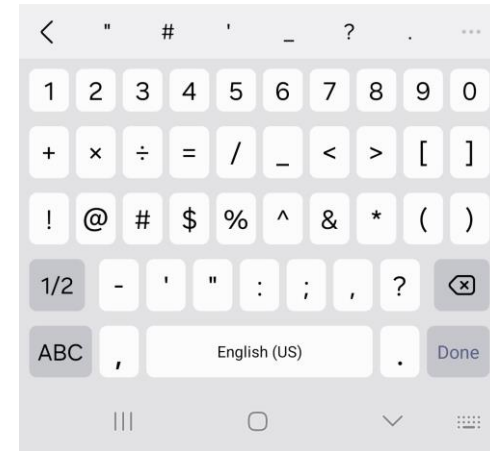 " # ' _ ? .
1 2 3 4 5 6 7 8 9 0
+ × ÷ = / _ < > [ ]
! @ # $ % ^ & * ( )
1/2 - ' " : ; , ?
ABC , English (US) . Done